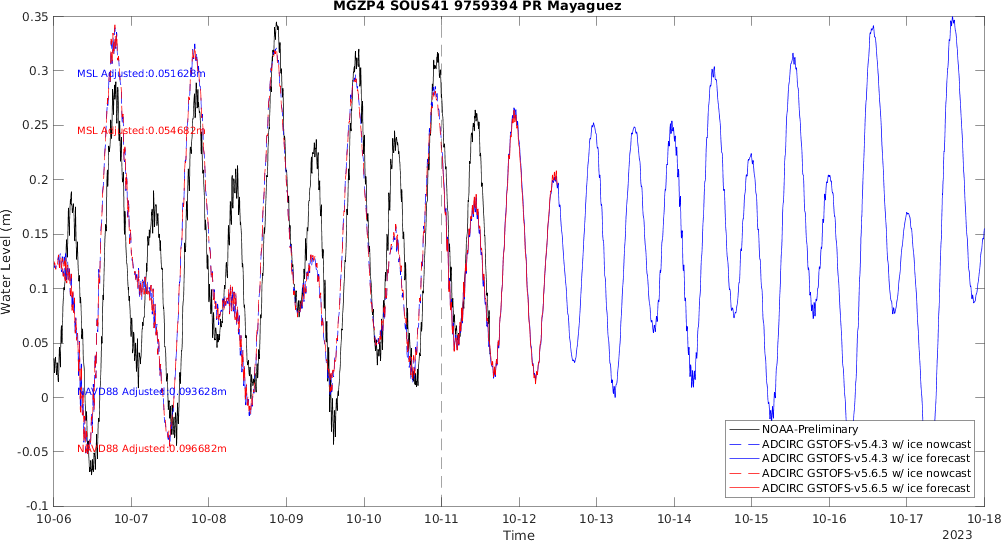 MGZP4 SOUS41 9759394 PR Mayaguez
0.35
0.3
0.25
0.2
0.15
0.1
0.05
0
-0.05
-0.1
Water Level (m)
MSL Adjusted:0.051628m
MSL Adjusted:0.054682m
NAVD88 Adjusted:0.093628m
NAVD88 Adjusted:0.096682m
NOAA-Preliminary
ADCIRC GSTOFS-v5.4.3 w/ ice nowcast
ADCIRC GSTOFS-v5.4.3 w/ ice forecast
ADCIRC GSTOFS-v5.6.5 w/ ice nowcast
ADCIRC GSTOFS-v5.6.5 w/ ice forecast
10-06 10-07 10-08 10-09 10-10 10-11 10-12 10-13 10-14 10-15 10-16 10-17 10-18
Time
2023